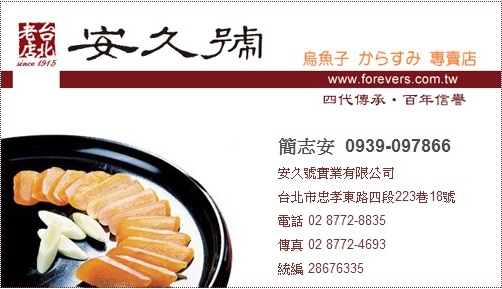 台北
老店
since 1915
安久號
烏魚子 からすみ 專賣店
www.forevers.com.tw
四代傳承・百年信譽
簡志安 0939-097866
安久號實業有限公司
台北市忠孝東路四段223巷18號
電話 02 8772-8835
傳真 02 8772-4693
統編 28676335